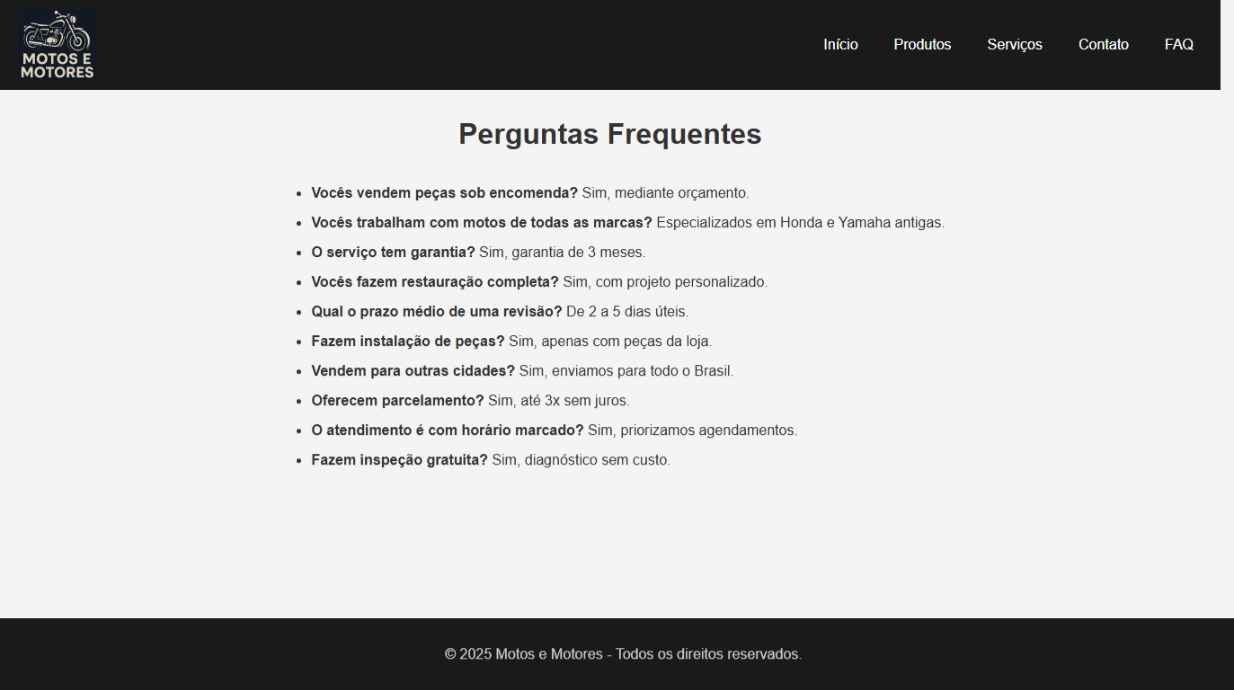 MOTOS E
MOTORES
Início Produtos Serviços Contato FAQ
Perguntas Frequentes
• Vocês vendem peças sob encomenda? Sim, mediante orçamento.
• Vocês trabalham com motos de todas as marcas? Especializados em Honda e Yamaha antigas.
• O serviço tem garantia? Sim, garantia de 3 meses.
• Vocês fazem restauração completa? Sim, com projeto personalizado.
• Qual o prazo médio de uma revisão? De 2 a 5 dias úteis.
• Fazem instalação de peças? Sim, apenas com peças da loja.
• Vendem para outras cidades? Sim, enviamos para todo o Brasil.
• Oferecem parcelamento? Sim, até 3x sem juros.
• O atendimento é com horário marcado? Sim, priorizamos agendamentos.
• Fazem inspeção gratuita? Sim, diagnóstico sem custo.
© 2025 Motos e Motores - Todos os direitos reservados.